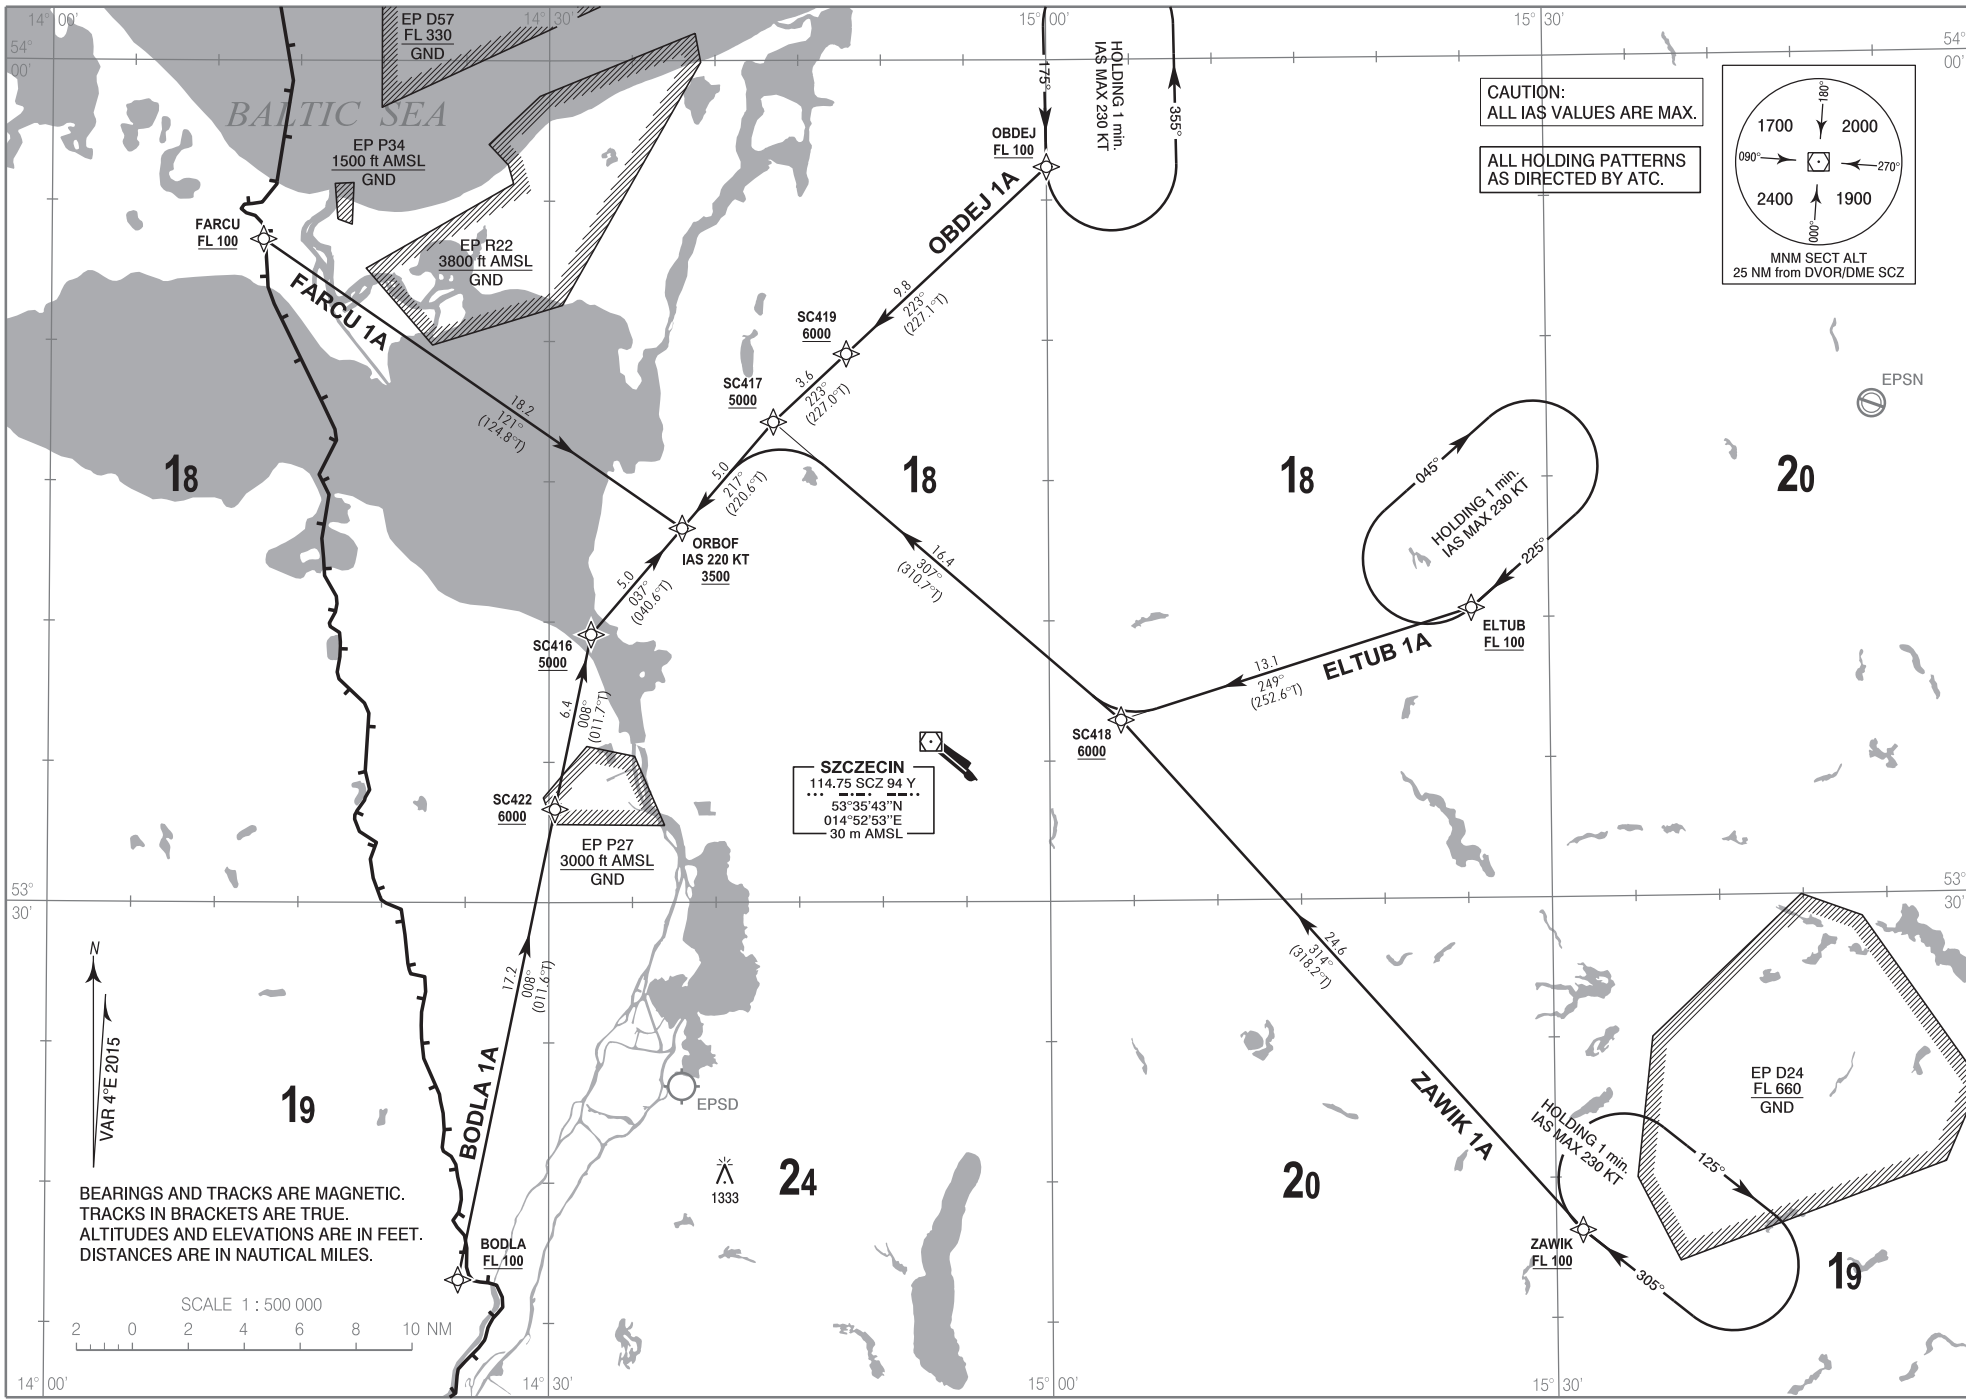 14° 00’
14° 30’
15° 00’
15° 30’
54°
00’
54°
00’
EP D57
FL 330
GND
BALTIC SEA
EP P34
1500 ft AMSL
GND
EP R22
3800 ft AMSL
GND
FARCU
FL 100
FARCU 1A
18.2
121°
(124.8°T)
175°
HOLDING 1 min.
IAS MAX 230 KT
355°
OBDEJ
FL 100
OBDEJ 1A
9.8
223°
(227.1°T)
SC419
6000
3.6
223°
(227.0°T)
SC417
5000
5.0
217°
(220.6°T)
CAUTION:
ALL IAS VALUES ARE MAX.
ALL HOLDING PATTERNS
AS DIRECTED BY ATC.
180°
1700
2000
090°
270°
2400
1900
000°
MNM SECT ALT
25 NM from DVOR/DME SCZ
EPSN
18
18
18
20
045°
HOLDING 1 min.
IAS MAX 230 KT
225°
ORBOF
IAS 220 KT
3500
5.0
037°
(040.6°T)
16.4
307°
(310.7°T)
ELTUB
FL 100
ELTUB 1A
13.1
249°
(252.6°T)
SC416
5000
6.4
008°
(011.7°T)
SC418
6000
SZCZECIN
114.75 SCZ 94 Y
53°35’43’’N
014°52’53’’E
30 m AMSL
SC422
6000
EP P27
3000 ft AMSL
GND
53°
30’
53°
30’
17.2
008°
(011.6°T)
24.6
314°
(318.2°T)
N
VAR 4°E 2015
BODLA 1A
EPSD
EP D24
FL 660
GND
ZAWIK 1A
HOLDING 1 min.
IAS MAX 230 KT
125°
19
24
20
1333
BEARINGS AND TRACKS ARE MAGNETIC.
TRACKS IN BRACKETS ARE TRUE.
ALTITUDES AND ELEVATIONS ARE IN FEET.
DISTANCES ARE IN NAUTICAL MILES.
BODLA
FL 100
ZAWIK
FL 100
305°
19
SCALE 1 : 500 000
2 0 2 4 6 8 10 NM
14° 00’
14° 30’
15° 00’
15° 30’